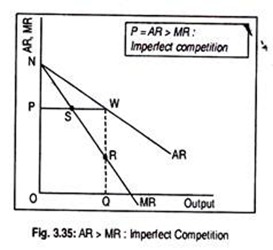 AR, MR
P = AR > MR :
Imperfect competition
N
P
W
S
R
AR
O
Q
MR
Output
Fig. 3.35: AR > MR : Imperfect Competition